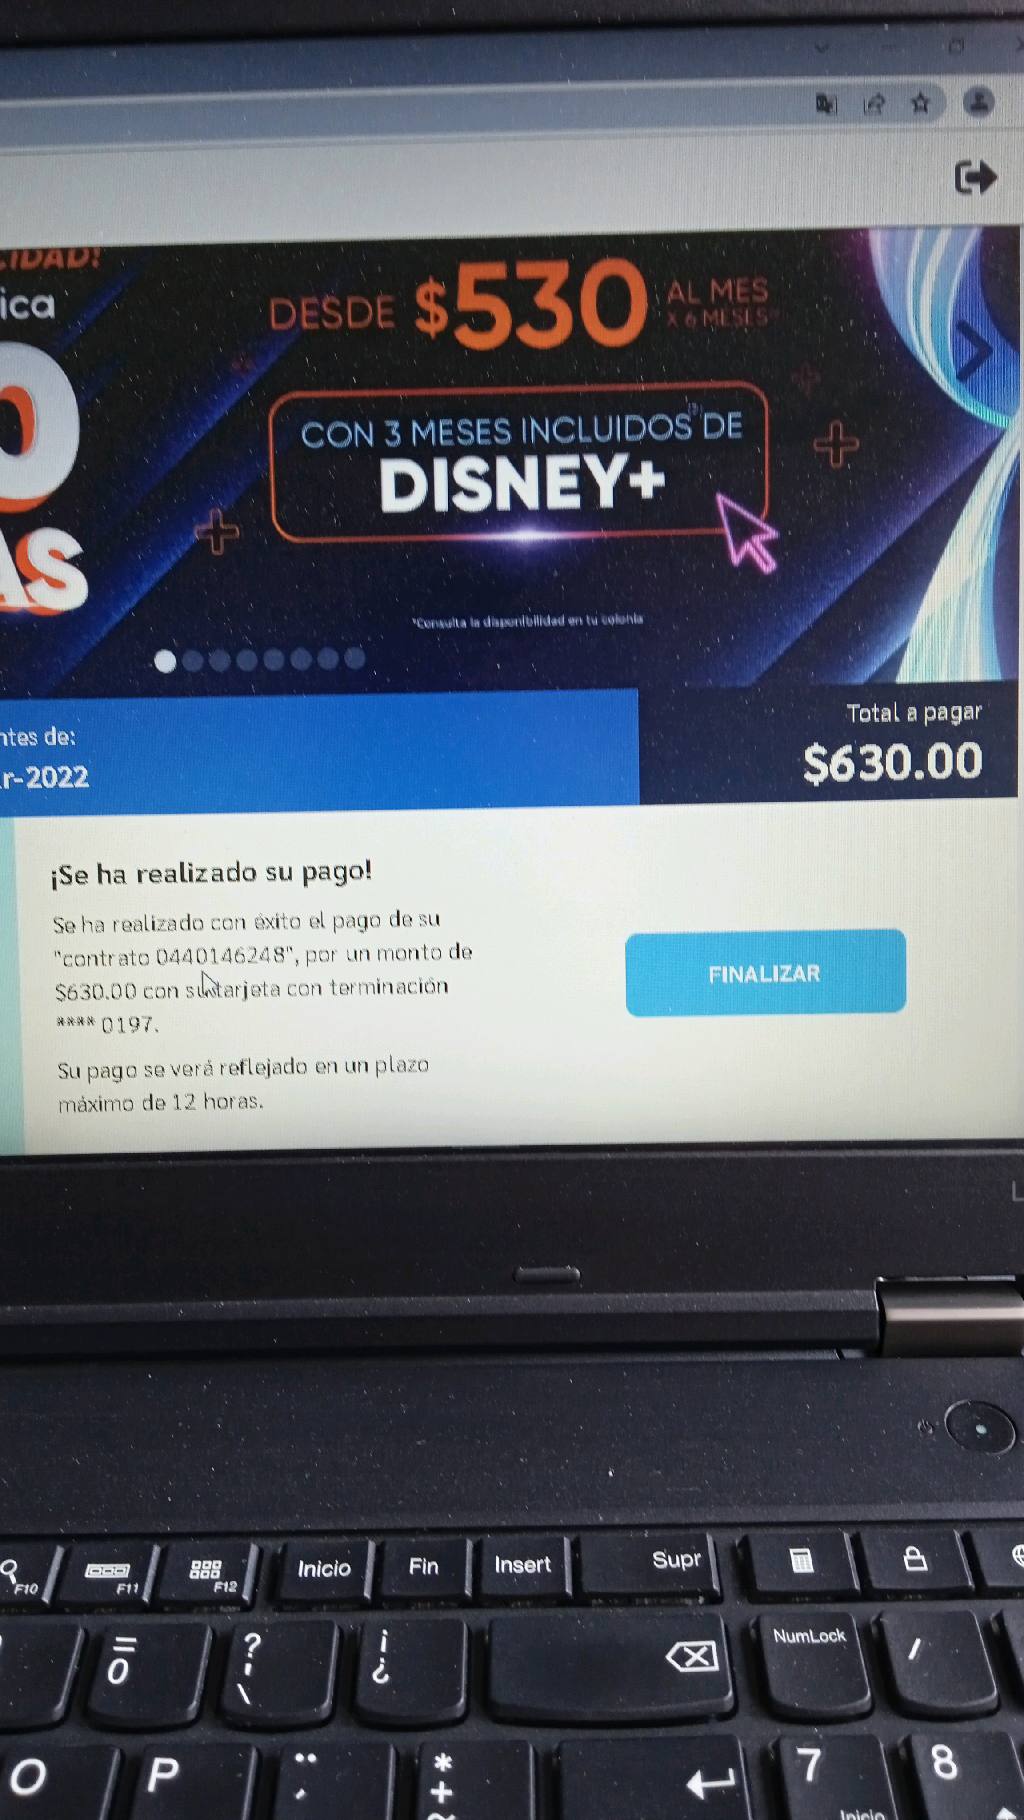 CIDAD!
ica
DESDE $530 AL MES
X 6 MESES
0
CON 3 MESES INCLUIDOS DE
DISNEY+
AS
*Consulta la disponibilidad en tu colonia
Total a pagar
ntes de:
r-2022
$630.00
¡Se ha realizado su pago!
Se ha realizado con éxito el pago de su
"contrato 0440146248", por un monto de
$630.00 con su tarjeta con terminación
**** 0197.
FINALIZAR
Su pago se verá reflejado en un plazo
máximo de 12 horas.
L
F10 F11 F12 Inicio Fin Insert Supr
= 0 ? ' \ ¡ ¿ NumLock /
O P ¨ ´ * + ~ 7 Inicio 8